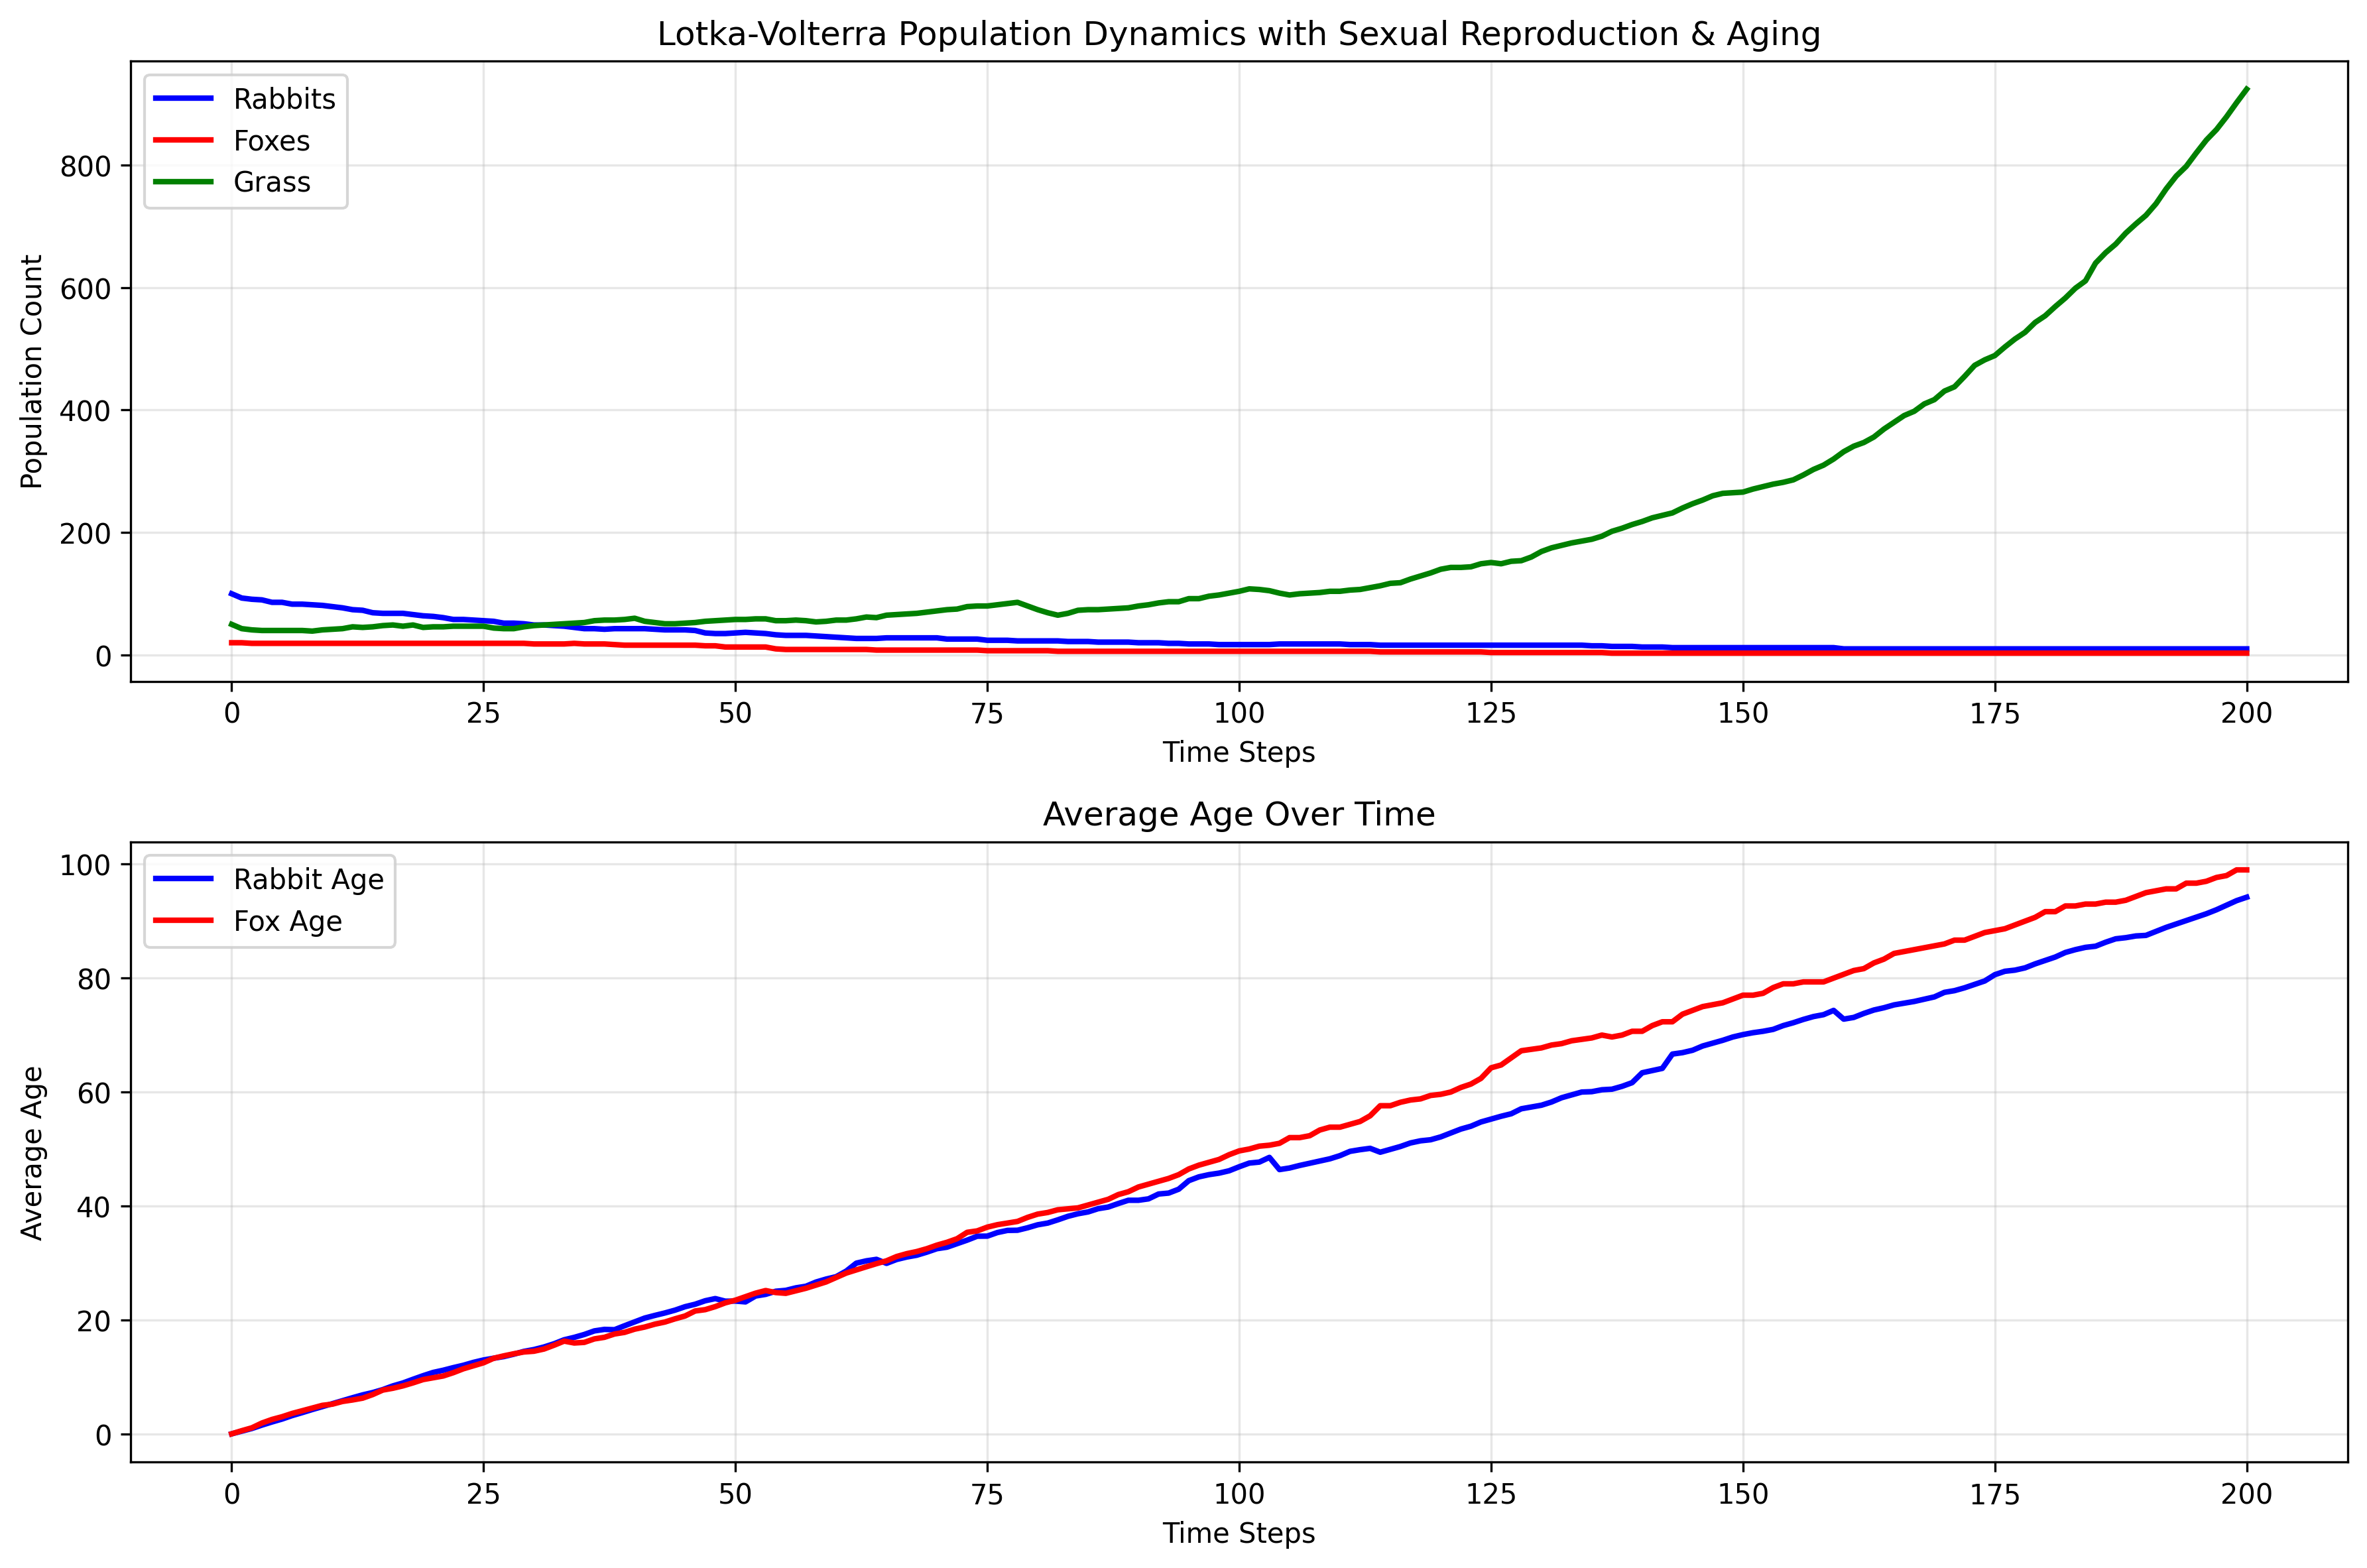 Lotka-Volterra Population Dynamics with Sexual Reproduction & Aging
Rabbits
Foxes
Grass
Population Count
800
600
400
200
0
0 25 50 75 100 125 150 175 200
Time Steps
Average Age Over Time
Rabbit Age
Fox Age
Average Age
100
80
60
40
20
0
0 25 50 75 100 125 150 175 200
Time Steps